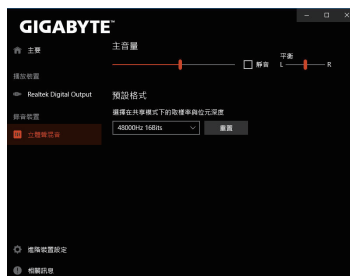 GIGABYTE™
主要
播放裝置
Realtek Digital Output
錄音裝置
立體聲混音
進階裝置設定
相關訊息
主音量
靜音
平衡
L R
預設格式
選擇在共享模式下的取樣率與位元深度
48000Hz 16Bits
重置